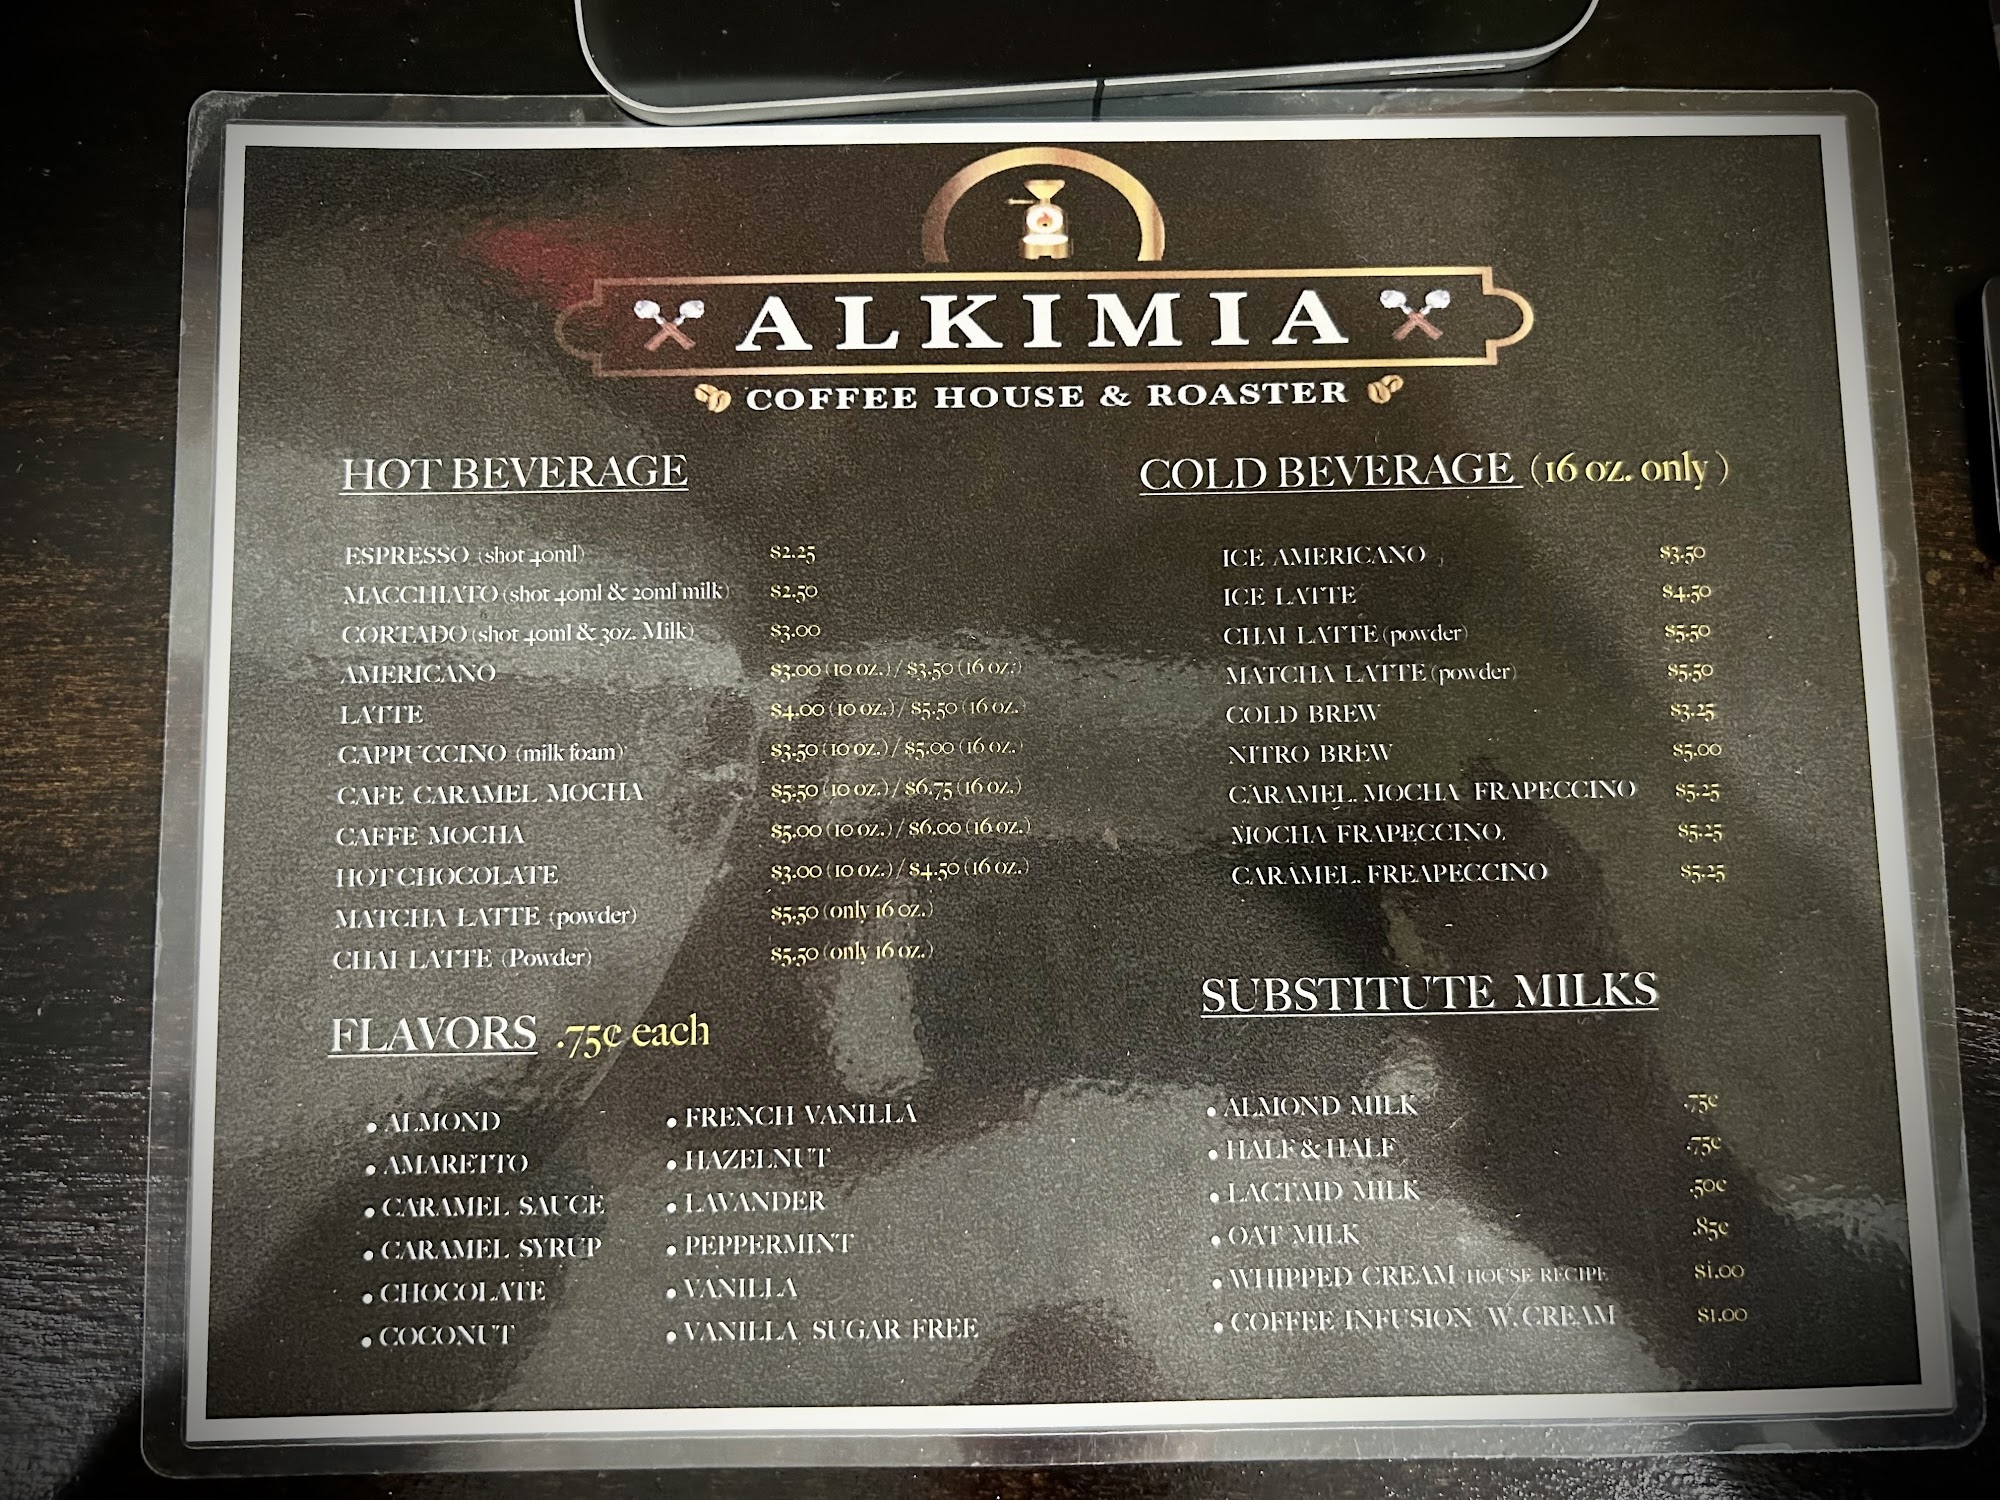 ALKIMIA
COFFEE HOUSE & ROASTER
HOT BEVERAGE
ESPRESSO (shot 40ml) $2.25
MACCHIATO (shot 40ml & 20ml milk) $2.50
CORTADO (shot 40ml & 3oz. Milk) $3.00
AMERICANO $3.00 (10 oz.) / $3.50 (16 oz.)
LATTE $4.00 (10 oz.) / $5.50 (16 oz.)
CAPPUCCINO (milk foam) $3.50 (10 oz.) / $5.00 (16 oz.)
CAFE CARAMEL MOCHA $5.50 (10 oz.) / $6.75 (16 oz.)
CAFFE MOCHA $5.00 (10 oz.) / $6.00 (16 oz.)
HOT CHOCOLATE $3.00 (10 oz.) / $4.50 (16 oz.)
MATCHA LATTE (powder) $5.50 (only 16 oz.)
CHAI LATTE (Powder) $5.50 (only 16 oz.)
FLAVORS .75¢ each
• ALMOND
• AMARETTO
• CARAMEL SAUCE
• CARAMEL SYRUP
• CHOCOLATE
• COCONUT
• FRENCH VANILLA
• HAZELNUT
• LAVANDER
• PEPPERMINT
• VANILLA
• VANILLA SUGAR FREE
COLD BEVERAGE (16 oz. only )
ICE AMERICANO $3.50
ICE LATTE $4.50
CHAI LATTE (powder) $5.50
MATCHA LATTE (powder) $5.50
COLD BREW $3.25
NITRO BREW $5.00
CARAMEL. MOCHA FRAPECCINO $5.25
MOCHA FRAPECCINO. $5.25
CARAMEL. FREAPECCINO $5.25
SUBSTITUTE MILKS
• ALMOND MILK .75¢
• HALF & HALF .75¢
• LACTAID MILK .50¢
• OAT MILK .85¢
• WHIPPED CREAM HOUSE RECIPE $1.00
• COFFEE INFUSION W. CREAM $1.00